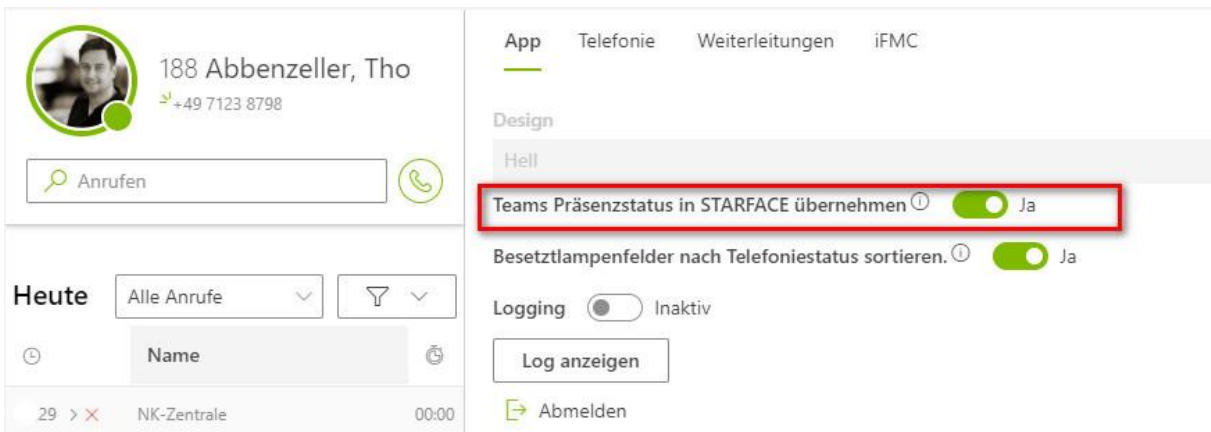 188 Abbenzeller, Tho
+49 7123 8798
Anrufen
Heute
Alle Anrufe
Name
29
NK-Zentrale
00:00
App
Telefonie
Weiterleitungen
iFMC
Design
Hell
Teams Präsenzstatus in STARFACE übernehmen
Ja
Besetztlampenfelder nach Telefoniestatus sortieren.
Ja
Logging
Inaktiv
Log anzeigen
Abmelden